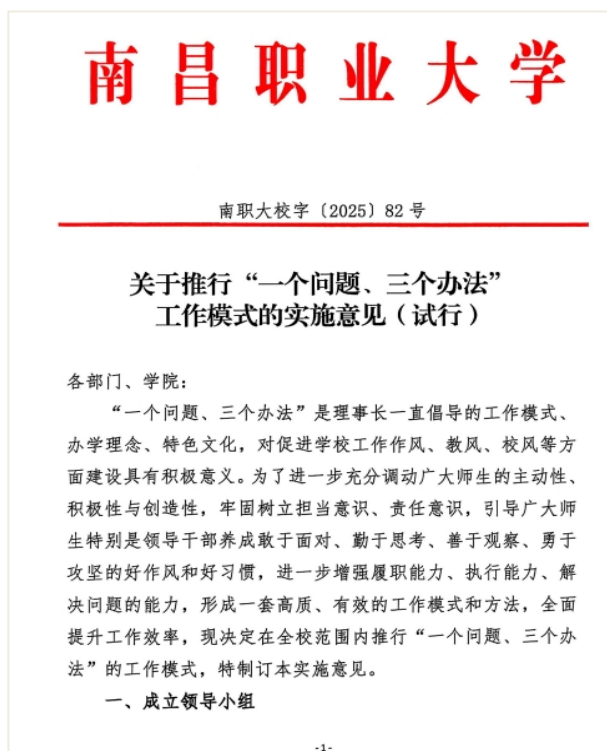 南昌职业大学
南职大校字〔2025〕82 号
关于推行“一个问题、三个办法”
工作模式的实施意见（试行）
各部门、学院：
“一个问题、三个办法”是理事长一直倡导的工作模式、
办学理念、特色文化，对促进学校工作作风、教风、校风等方
面建设具有积极意义。为了进一步充分调动广大师生的主动性、
积极性与创造性，牢固树立担当意识、责任意识，引导广大师
生特别是领导干部养成敢于面对、勤于思考、善于观察、勇于
攻坚的好作风和好习惯，进一步增强履职能力、执行能力、解
决问题的能力，形成一套高质、有效的工作模式和方法，全面
提升工作效率，现决定在全校范围内推行“一个问题、三个办
法”的工作模式，特制订本实施意见。
一、成立领导小组
-1-